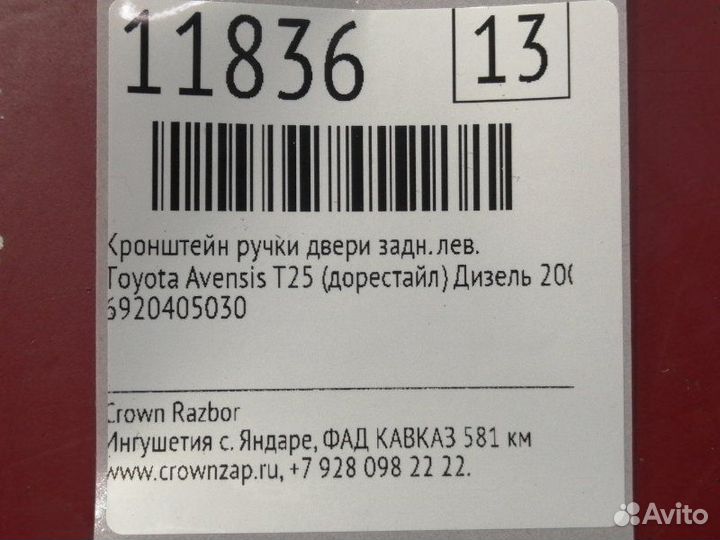 11836
13
Кронштейн ручки двери задн.лев.
Toyota Avensis T25 (дорестайл) Дизель 200
6920405030
Crown Razbor
Ингушетия с. Яндаре, ФАД КАВКАЗ 581 км
www.crownzap.ru, +7 928 098 22 22.
Avito